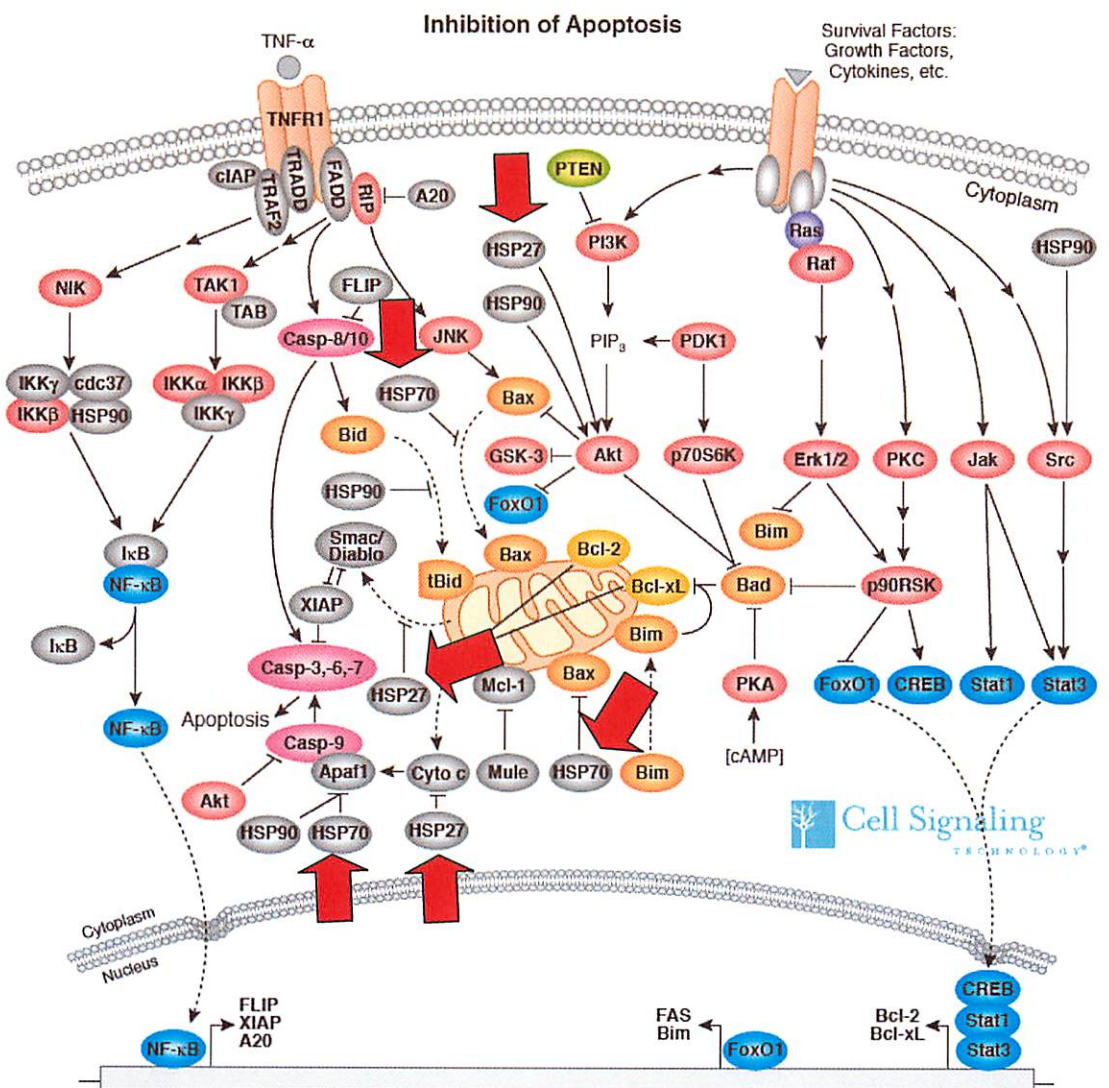 Inhibition of Apoptosis
TNF-α
Survival Factors:
Growth Factors,
Cytokines, etc.
TNFR1
cIAP
TRAF2
TRADD
FADD
RIP
A20
PTEN
Cytoplasm
Ras
Raf
HSP27
PI3K
HSP90
NIK
TAK1
TAB
FLIP
HSP90
Casp-8/10
JNK
PIP3
PDK1
IKKγ
cdc37
IKKβ
HSP90
IKKα
IKKβ
IKKγ
HSP70
Bax
Bid
GSK-3
Akt
p70S6K
Erk1/2
PKC
Jak
Src
HSP90
FoxO1
Bim
Smac/
Diablo
IκB
NF-κB
tBid
Bax
Bcl-2
Bcl-xL
Bad
p90RSK
XIAP
Bim
IκB
Casp-3,-6,-7
HSP27
Mcl-1
Bax
PKA
FoxO1
CREB
Stat1
Stat3
Apoptosis
NF-κB
Casp-9
Apaf1
Cyto c
Mule
HSP70
Bim
[cAMP]
Akt
HSP90
HSP70
HSP27
Cell Signaling
TECHNOLOGY®
Cytoplasm
Nucleus
FLIP
XIAP
A20
NF-κB
FAS
Bim
FoxO1
Bcl-2
Bcl-xL
CREB
Stat1
Stat3